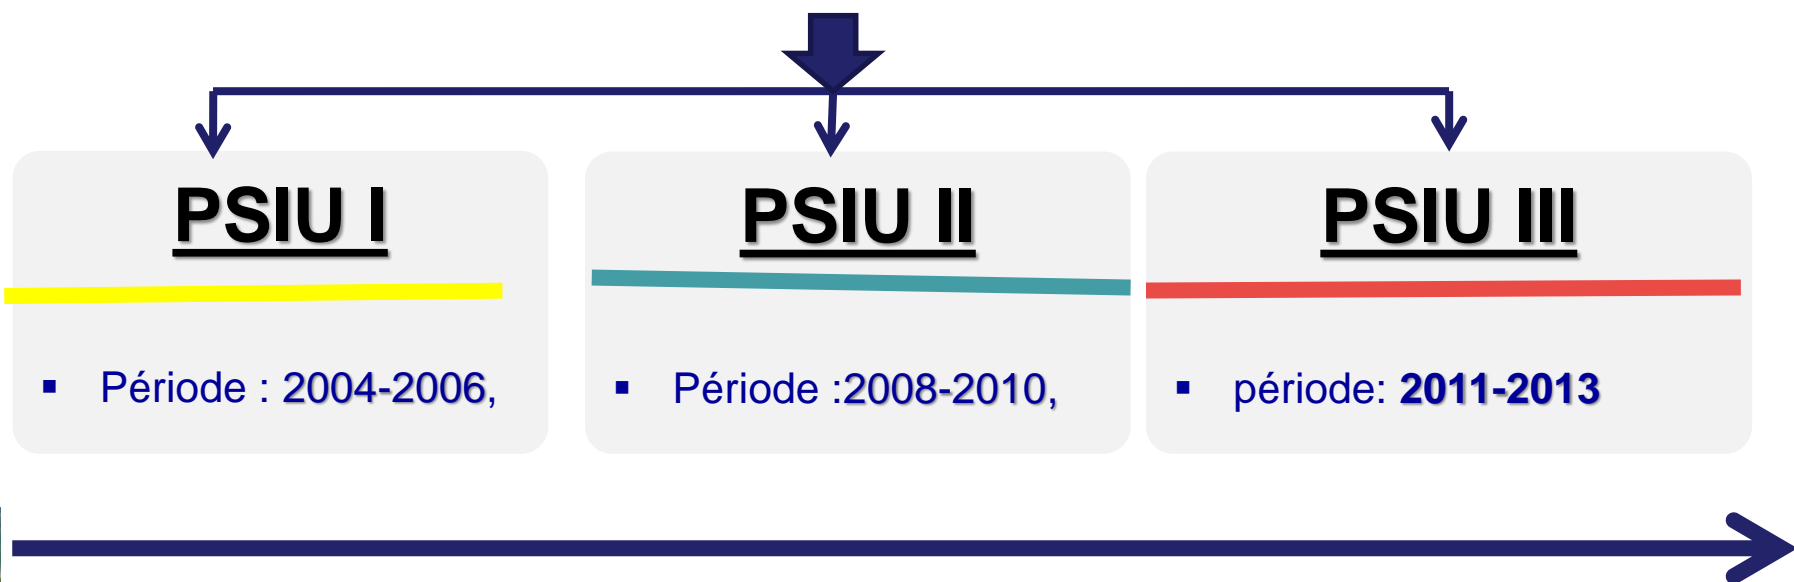 PSIU I
▪ Période : 2004-2006,
PSIU II
▪ Période :2008-2010,
PSIU III
▪ période: 2011-2013